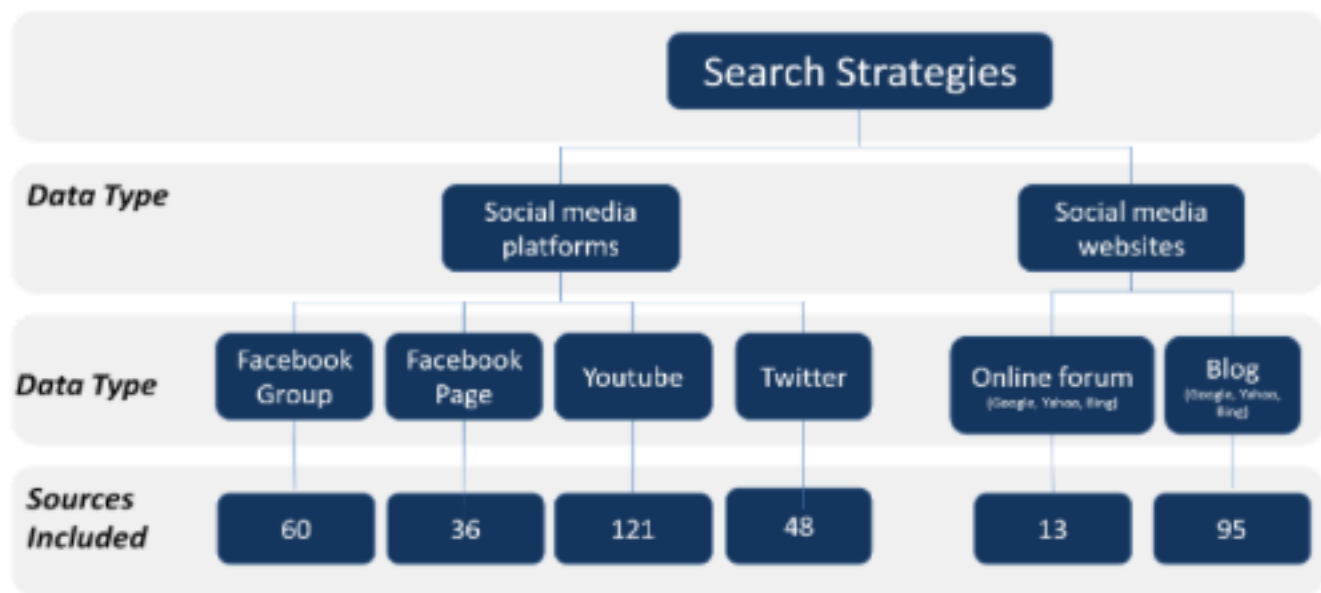 Search Strategies
Data Type
Social media
platforms
Social media
websites
Data Type
Facebook
Group
Facebook
Page
Youtube
Twitter
Online forum
(Google, Yahoo, Bing)
Blog
(Google, Yahoo,
Bing)
Sources
Included
60
36
121
48
13
95